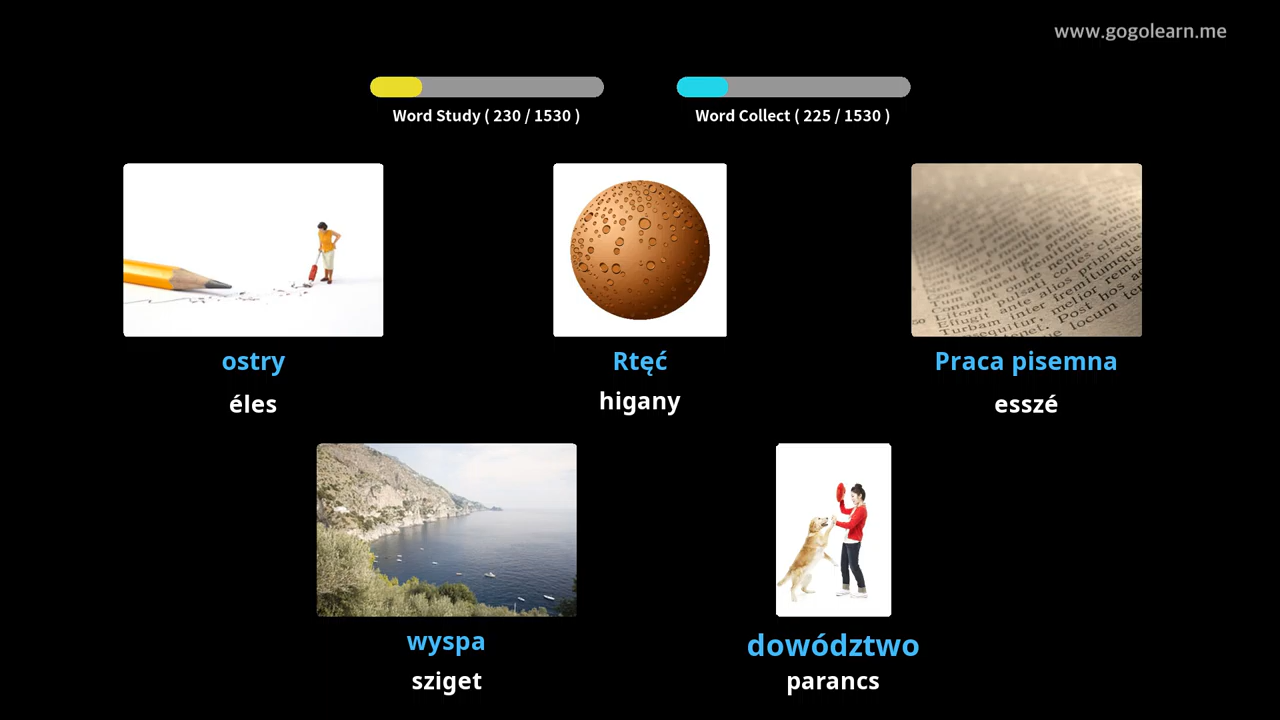 www.gogolearn.me
Word Study ( 230 / 1530 )
Word Collect ( 225 / 1530 )
ostry
éles
Rtęć
higany
Praca pisemna
esszé
wyspa
sziget
dowództwo
parancs